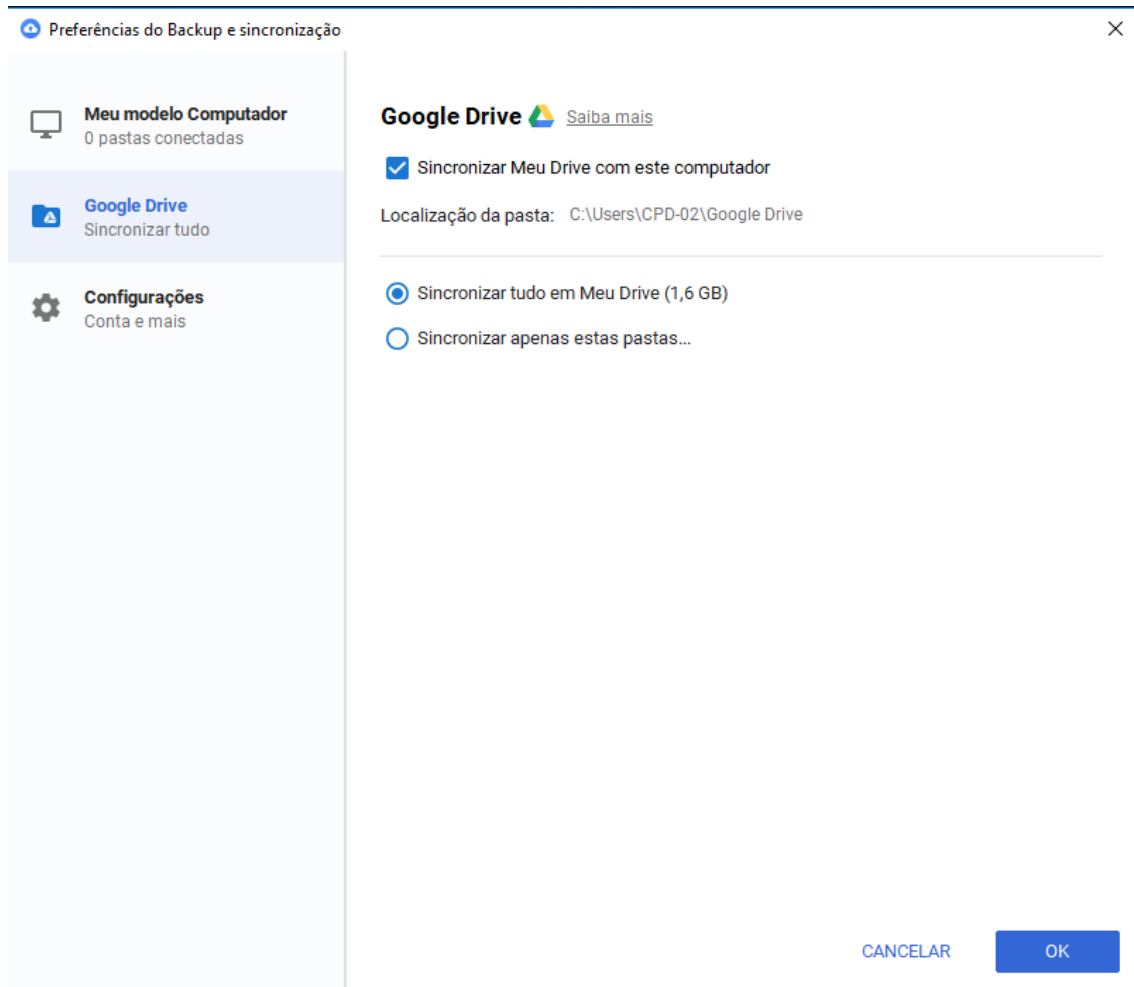 Preferências do Backup e sincronização
Meu modelo Computador
0 pastas conectadas
Google Drive
Sincronizar tudo
Configurações
Conta e mais
Google Drive Saiba mais
Sincronizar Meu Drive com este computador
Localização da pasta: C:\Users\CPD-02\Google Drive
Sincronizar tudo em Meu Drive (1,6 GB)
Sincronizar apenas estas pastas...
CANCELAR OK